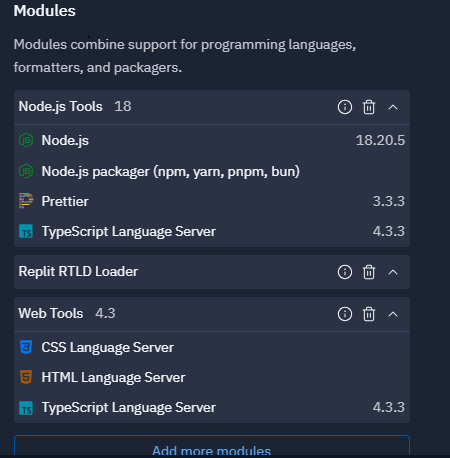 Modules
Modules combine support for programming languages,
formatters, and packagers.
Node.js Tools 18
Node.js 18.20.5
Node.js packager (npm, yarn, pnpm, bun)
Prettier 3.3.3
TS TypeScript Language Server 4.3.3
Replit RTLD Loader
Web Tools 4.3
CSS Language Server
HTML Language Server
TS TypeScript Language Server 4.3.3
Add more modules